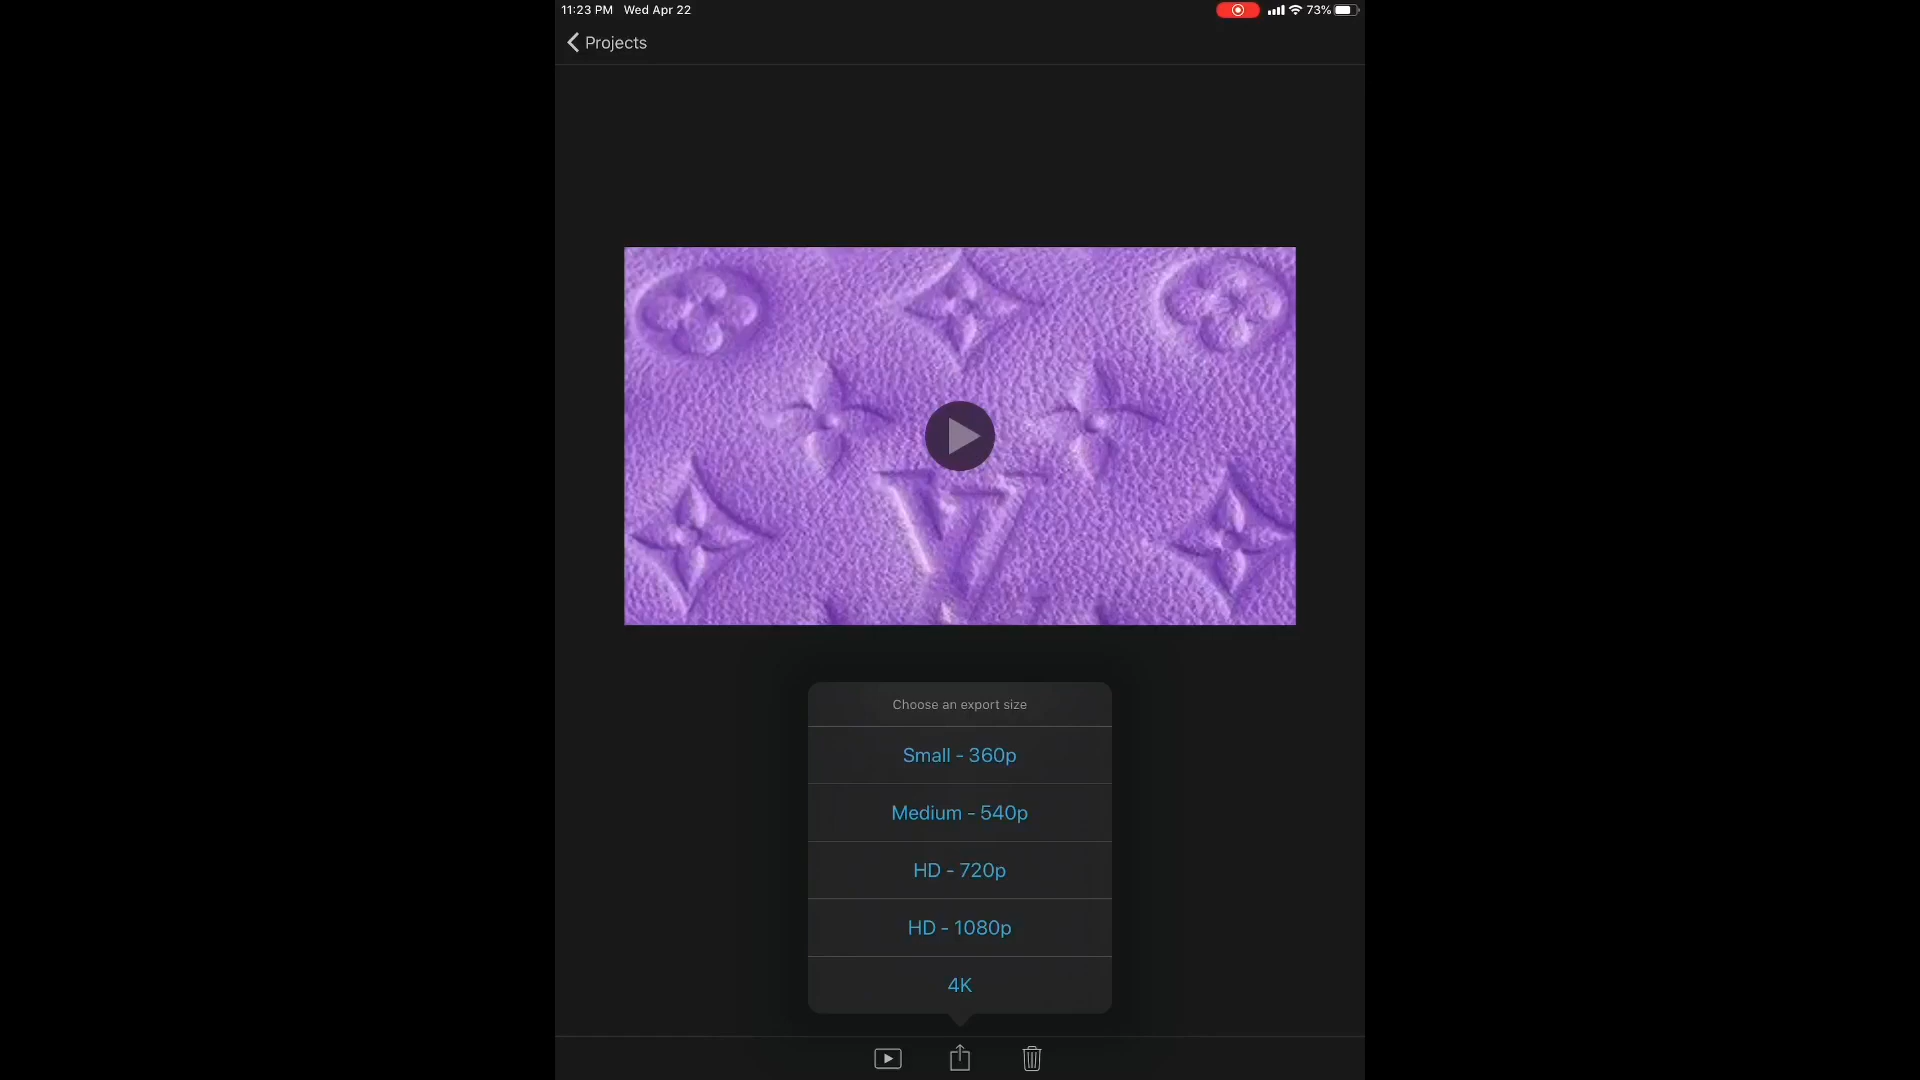 11:23 PM Wed Apr 22
73%
Projects
Choose an export size
Small - 360p
Medium - 540p
HD - 720p
HD - 1080p
4K